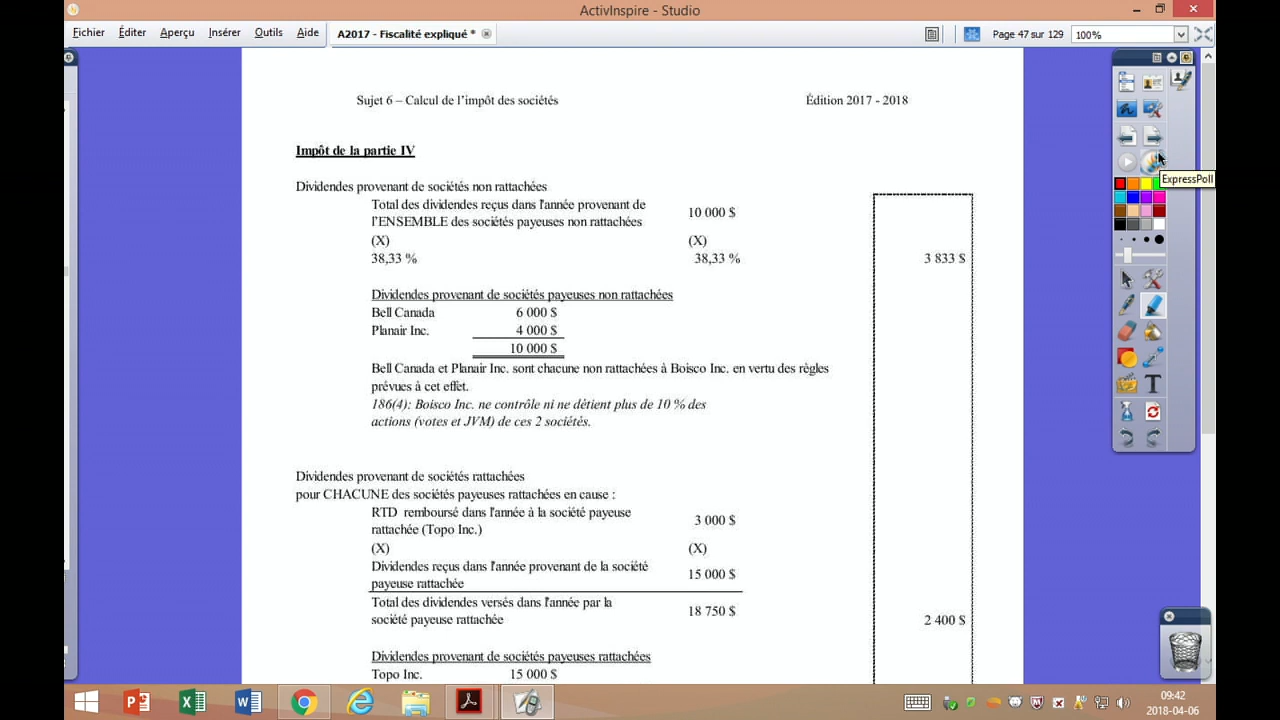 ActivInspire - Studio
Fichier Éditer Aperçu Insérer Outils Aide A2017 - Fiscalité expliqué * Page 47 sur 129 100%
Sujet 6 – Calcul de l'impôt des sociétés Édition 2017 - 2018
Impôt de la partie IV
Dividendes provenant de sociétés non rattachées
Total des dividendes reçus dans l'année provenant de
l'ENSEMBLE des sociétés payeuses non rattachées 10 000 $
(X) (X)
38,33 % 38,33 % 3 833 $
Dividendes provenant de sociétés payeuses non rattachées
Bell Canada 6 000 $
Planair Inc. 4 000 $
10 000 $
Bell Canada et Planair Inc. sont chacune non rattachées à Boisco Inc. en vertu des règles
prévues à cet effet.
186(4): Boisco Inc. ne contrôle ni ne détient plus de 10 % des
actions (votes et JVM) de ces 2 sociétés.
Dividendes provenant de sociétés rattachées
pour CHACUNE des sociétés payeuses rattachées en cause :
RTD remboursé dans l'année à la société payeuse
rattachée (Topo Inc.) 3 000 $
(X) (X)
Dividendes reçus dans l'année provenant de la société
payeuse rattachée 15 000 $
Total des dividendes versés dans l'année par la
société payeuse rattachée 18 750 $ 2 400 $
Dividendes provenant de sociétés payeuses rattachées
Topo Inc. 15 000 $
ExpressPoll
09:42
2018-04-06